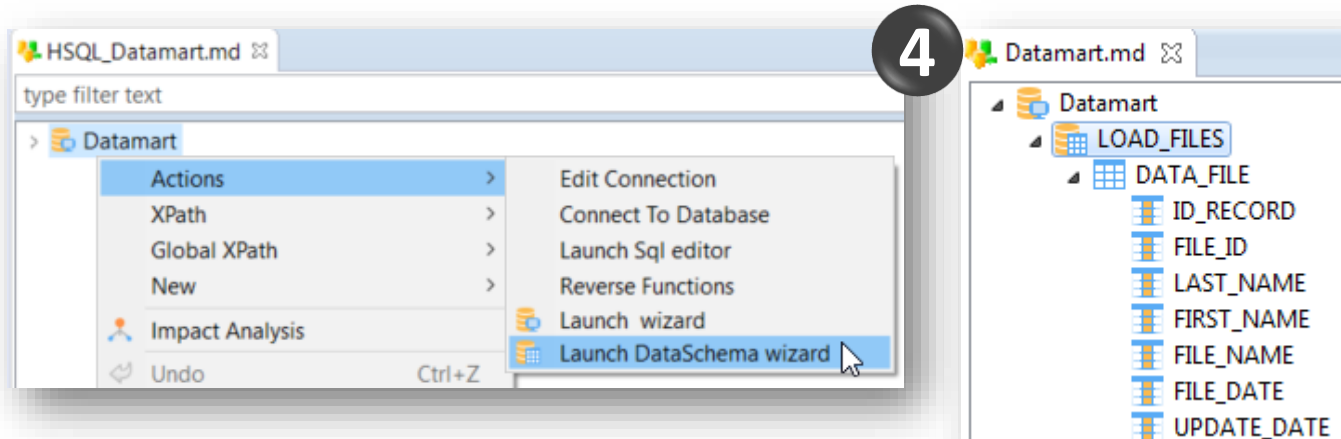 HSQL_Datamart.md
type filter text
Datamart
Actions
XPath
Global XPath
New
Impact Analysis
Undo Ctrl+Z
Edit Connection
Connect To Database
Launch Sql editor
Reverse Functions
Launch wizard
Launch DataSchema wizard
4
Datamart.md
Datamart
LOAD_FILES
DATA_FILE
ID_RECORD
FILE_ID
LAST_NAME
FIRST_NAME
FILE_NAME
FILE_DATE
UPDATE_DATE